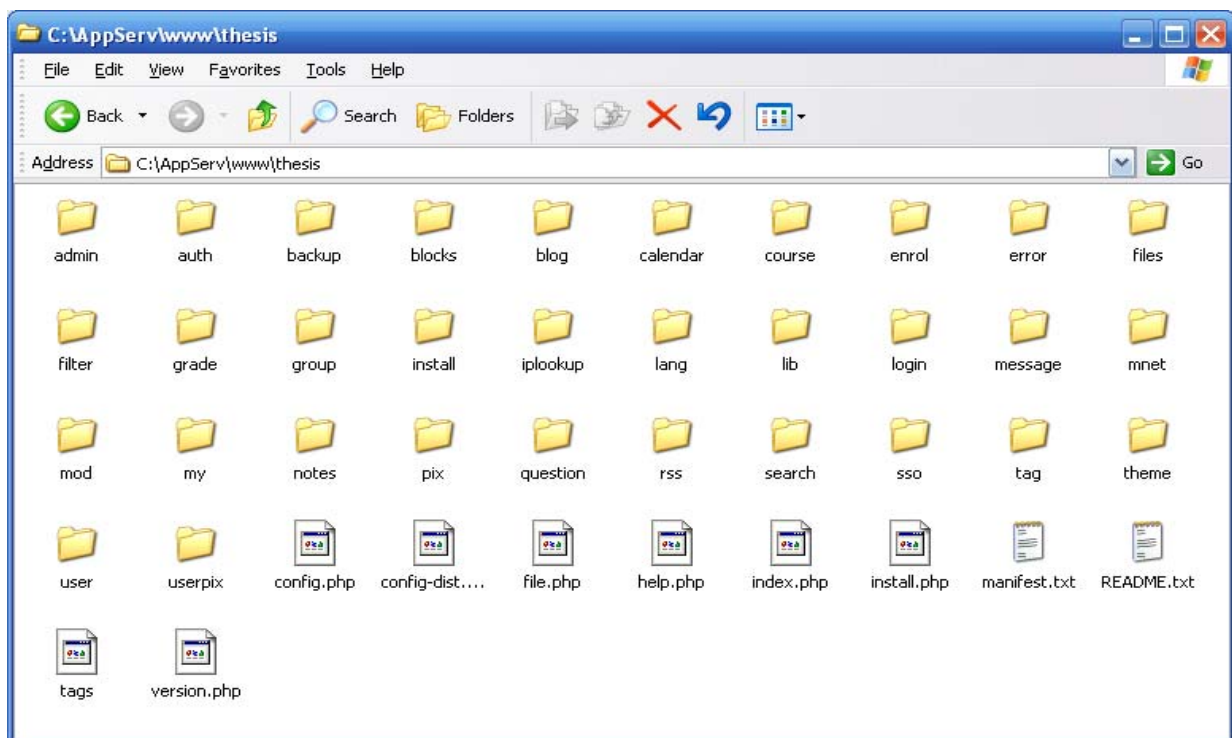 C:\AppServ\www\thesis
File Edit View Favorites Tools Help
Back Search Folders
Address C:\AppServ\www\thesis Go
admin auth backup blocks blog calendar course enrol error files
filter grade group install iplookup lang lib login message mnet
mod my notes pix question rss search sso tag theme
user userpix config.php config-dist.... file.php help.php index.php install.php manifest.txt README.txt
tags version.php